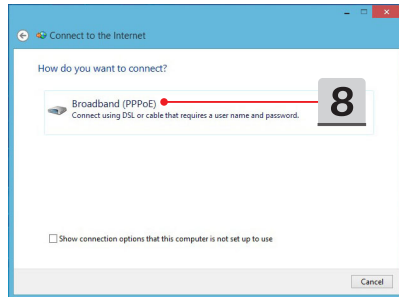 Connect to the Internet
How do you want to connect?
Broadband (PPPoE)
Connect using DSL or cable that requires a user name and password.
8
Show connection options that this computer is not set up to use
Cancel